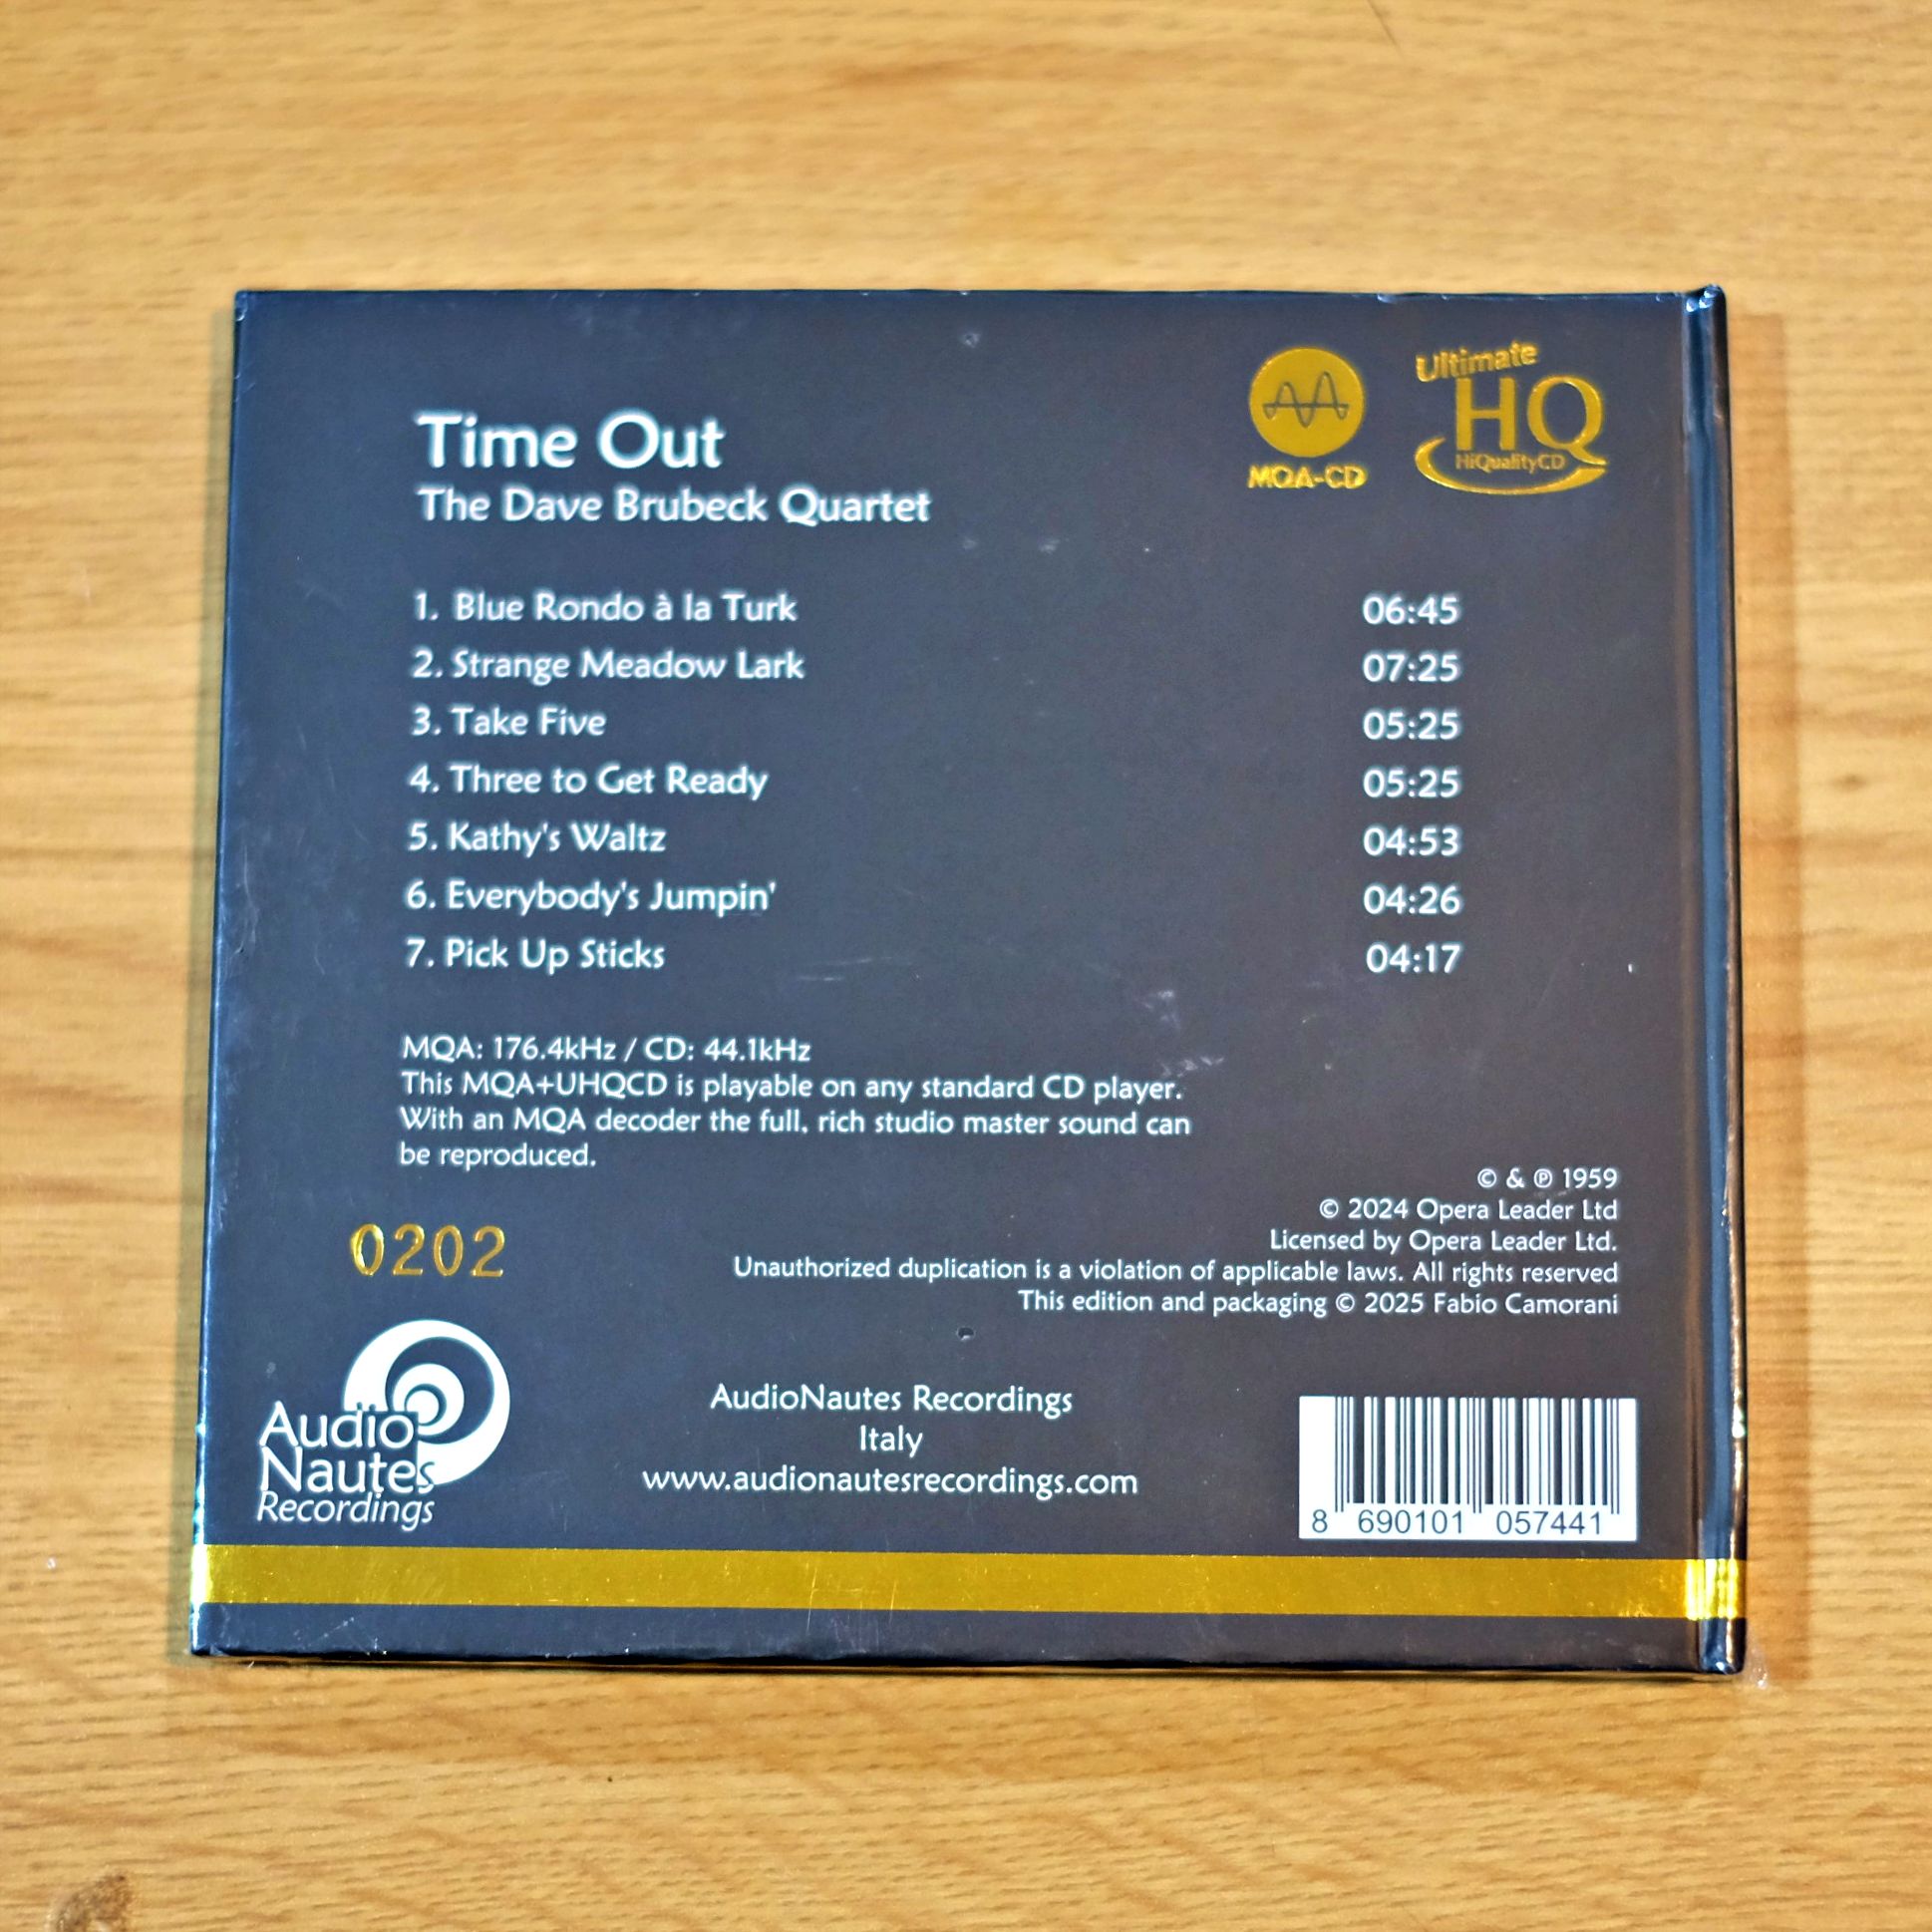 Ultimate
HQ
HiQualityCD
MQA-CD
Time Out
The Dave Brubeck Quartet
1. Blue Rondo à la Turk 06:45
2. Strange Meadow Lark 07:25
3. Take Five 05:25
4. Three to Get Ready 05:25
5. Kathy's Waltz 04:53
6. Everybody's Jumpin' 04:26
7. Pick Up Sticks 04:17
MQA: 176.4kHz / CD: 44.1kHz
This MQA+UHQCD is playable on any standard CD player.
With an MQA decoder the full, rich studio master sound can
be reproduced.
© & ℗ 1959
© 2024 Opera Leader Ltd
Licensed by Opera Leader Ltd.
Unauthorized duplication is a violation of applicable laws. All rights reserved
This edition and packaging © 2025 Fabio Camorani
0202
Audio
Nautes
Recordings
AudioNautes Recordings
Italy
www.audionautesrecordings.com
8 690101 057441